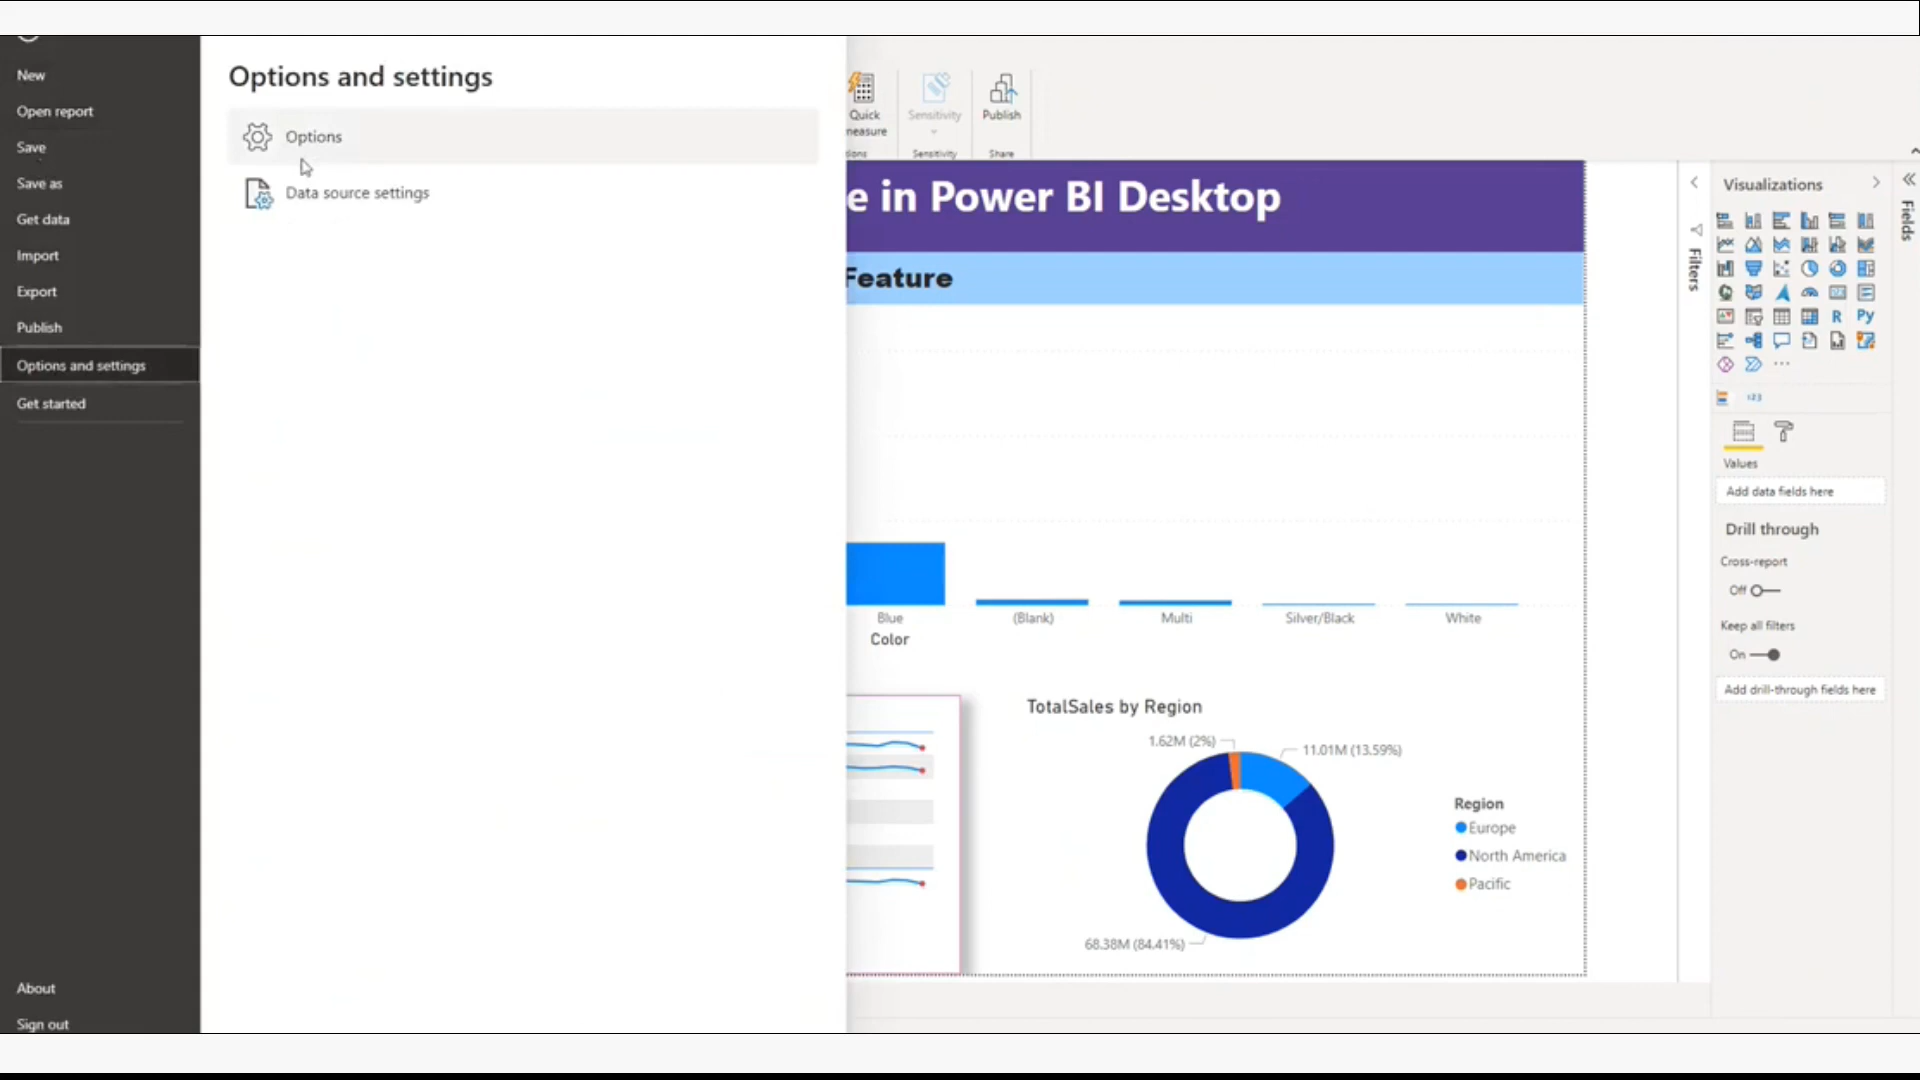 New
Open report
Save
Save as
Get data
Import
Export
Publish
Options and settings
Get started
About
Sign out
Options and settings
Options
Data source settings
Quick
neasure
Sensitivity
Publish
Sensitivity
Share
e in Power BI Desktop
Feature
Blue
(Blank)
Multi
Silver/Black
White
Color
TotalSales by Region
1.62M (2%)
11.01M (13.59%)
68.38M (84.41%)
Region
Europe
North America
Pacific
Filters
Visualizations
R
Py
123
Values
Add data fields here
Drill through
Cross-report
Off
Keep all filters
On
Add drill-through fields here
Fields